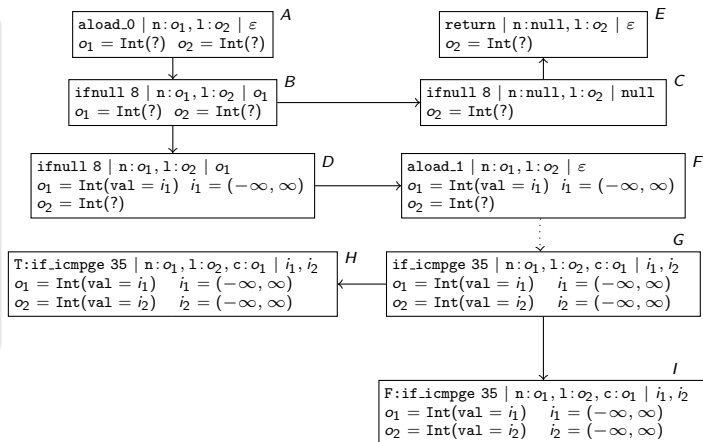 A
aload_0 | n:o₁, l:o₂ | ε
o₁ = Int(?) o₂ = Int(?)
E
return | n:null, l:o₂ | ε
o₂ = Int(?)
B
ifnull 8 | n:o₁, l:o₂ | o₁
o₁ = Int(?) o₂ = Int(?)
C
ifnull 8 | n:null, l:o₂ | null
o₂ = Int(?)
D
ifnull 8 | n:o₁, l:o₂ | o₁
o₁ = Int(val = i₁) i₁ = (−∞, ∞)
o₂ = Int(?)
F
aload_1 | n:o₁, l:o₂ | ε
o₁ = Int(val = i₁) i₁ = (−∞, ∞)
o₂ = Int(?)
H
T:if_icmpge 35 | n:o₁, l:o₂, c:o₁ | i₁, i₂
o₁ = Int(val = i₁) i₁ = (−∞, ∞)
o₂ = Int(val = i₂) i₂ = (−∞, ∞)
G
if_icmpge 35 | n:o₁, l:o₂, c:o₁ | i₁, i₂
o₁ = Int(val = i₁) i₁ = (−∞, ∞)
o₂ = Int(val = i₂) i₂ = (−∞, ∞)
I
F:if_icmpge 35 | n:o₁, l:o₂, c:o₁ | i₁, i₂
o₁ = Int(val = i₁) i₁ = (−∞, ∞)
o₂ = Int(val = i₂) i₂ = (−∞, ∞)